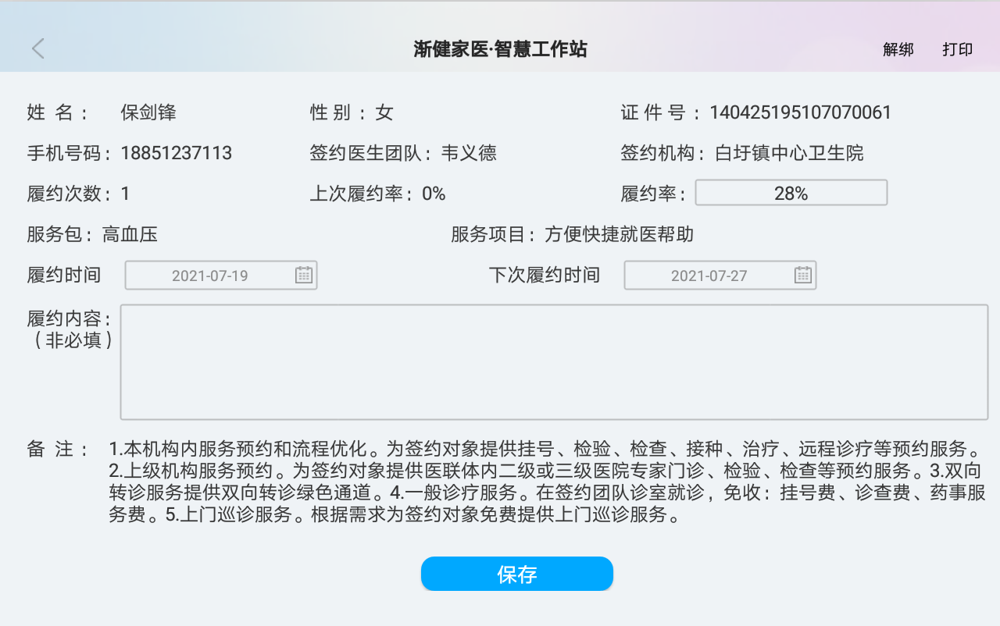 渐健家医·智慧工作站 解绑 打印
姓 名： 保剑锋 性 别： 女 证 件 号： 140425195107070061
手机号码： 18851237113 签约医生团队： 韦义德 签约机构： 白圩镇中心卫生院
履约次数： 1 上次履约率： 0% 履约率： 28%
服务包： 高血压 服务项目： 方便快捷就医帮助
履约时间 2021-07-19 下次履约时间 2021-07-27
履约内容：
（非必填）
备 注： 1.本机构内服务预约和流程优化。为签约对象提供挂号、检验、检查、接种、治疗、远程诊疗等预约服务。
2.上级机构服务预约。为签约对象提供医联体内二级或三级医院专家门诊、检验、检查等预约服务。3.双向
转诊服务提供双向转诊绿色通道。4.一般诊疗服务。在签约团队诊室就诊，免收：挂号费、诊查费、药事服
务费。5.上门巡诊服务。根据需求为签约对象免费提供上门巡诊服务。
保存